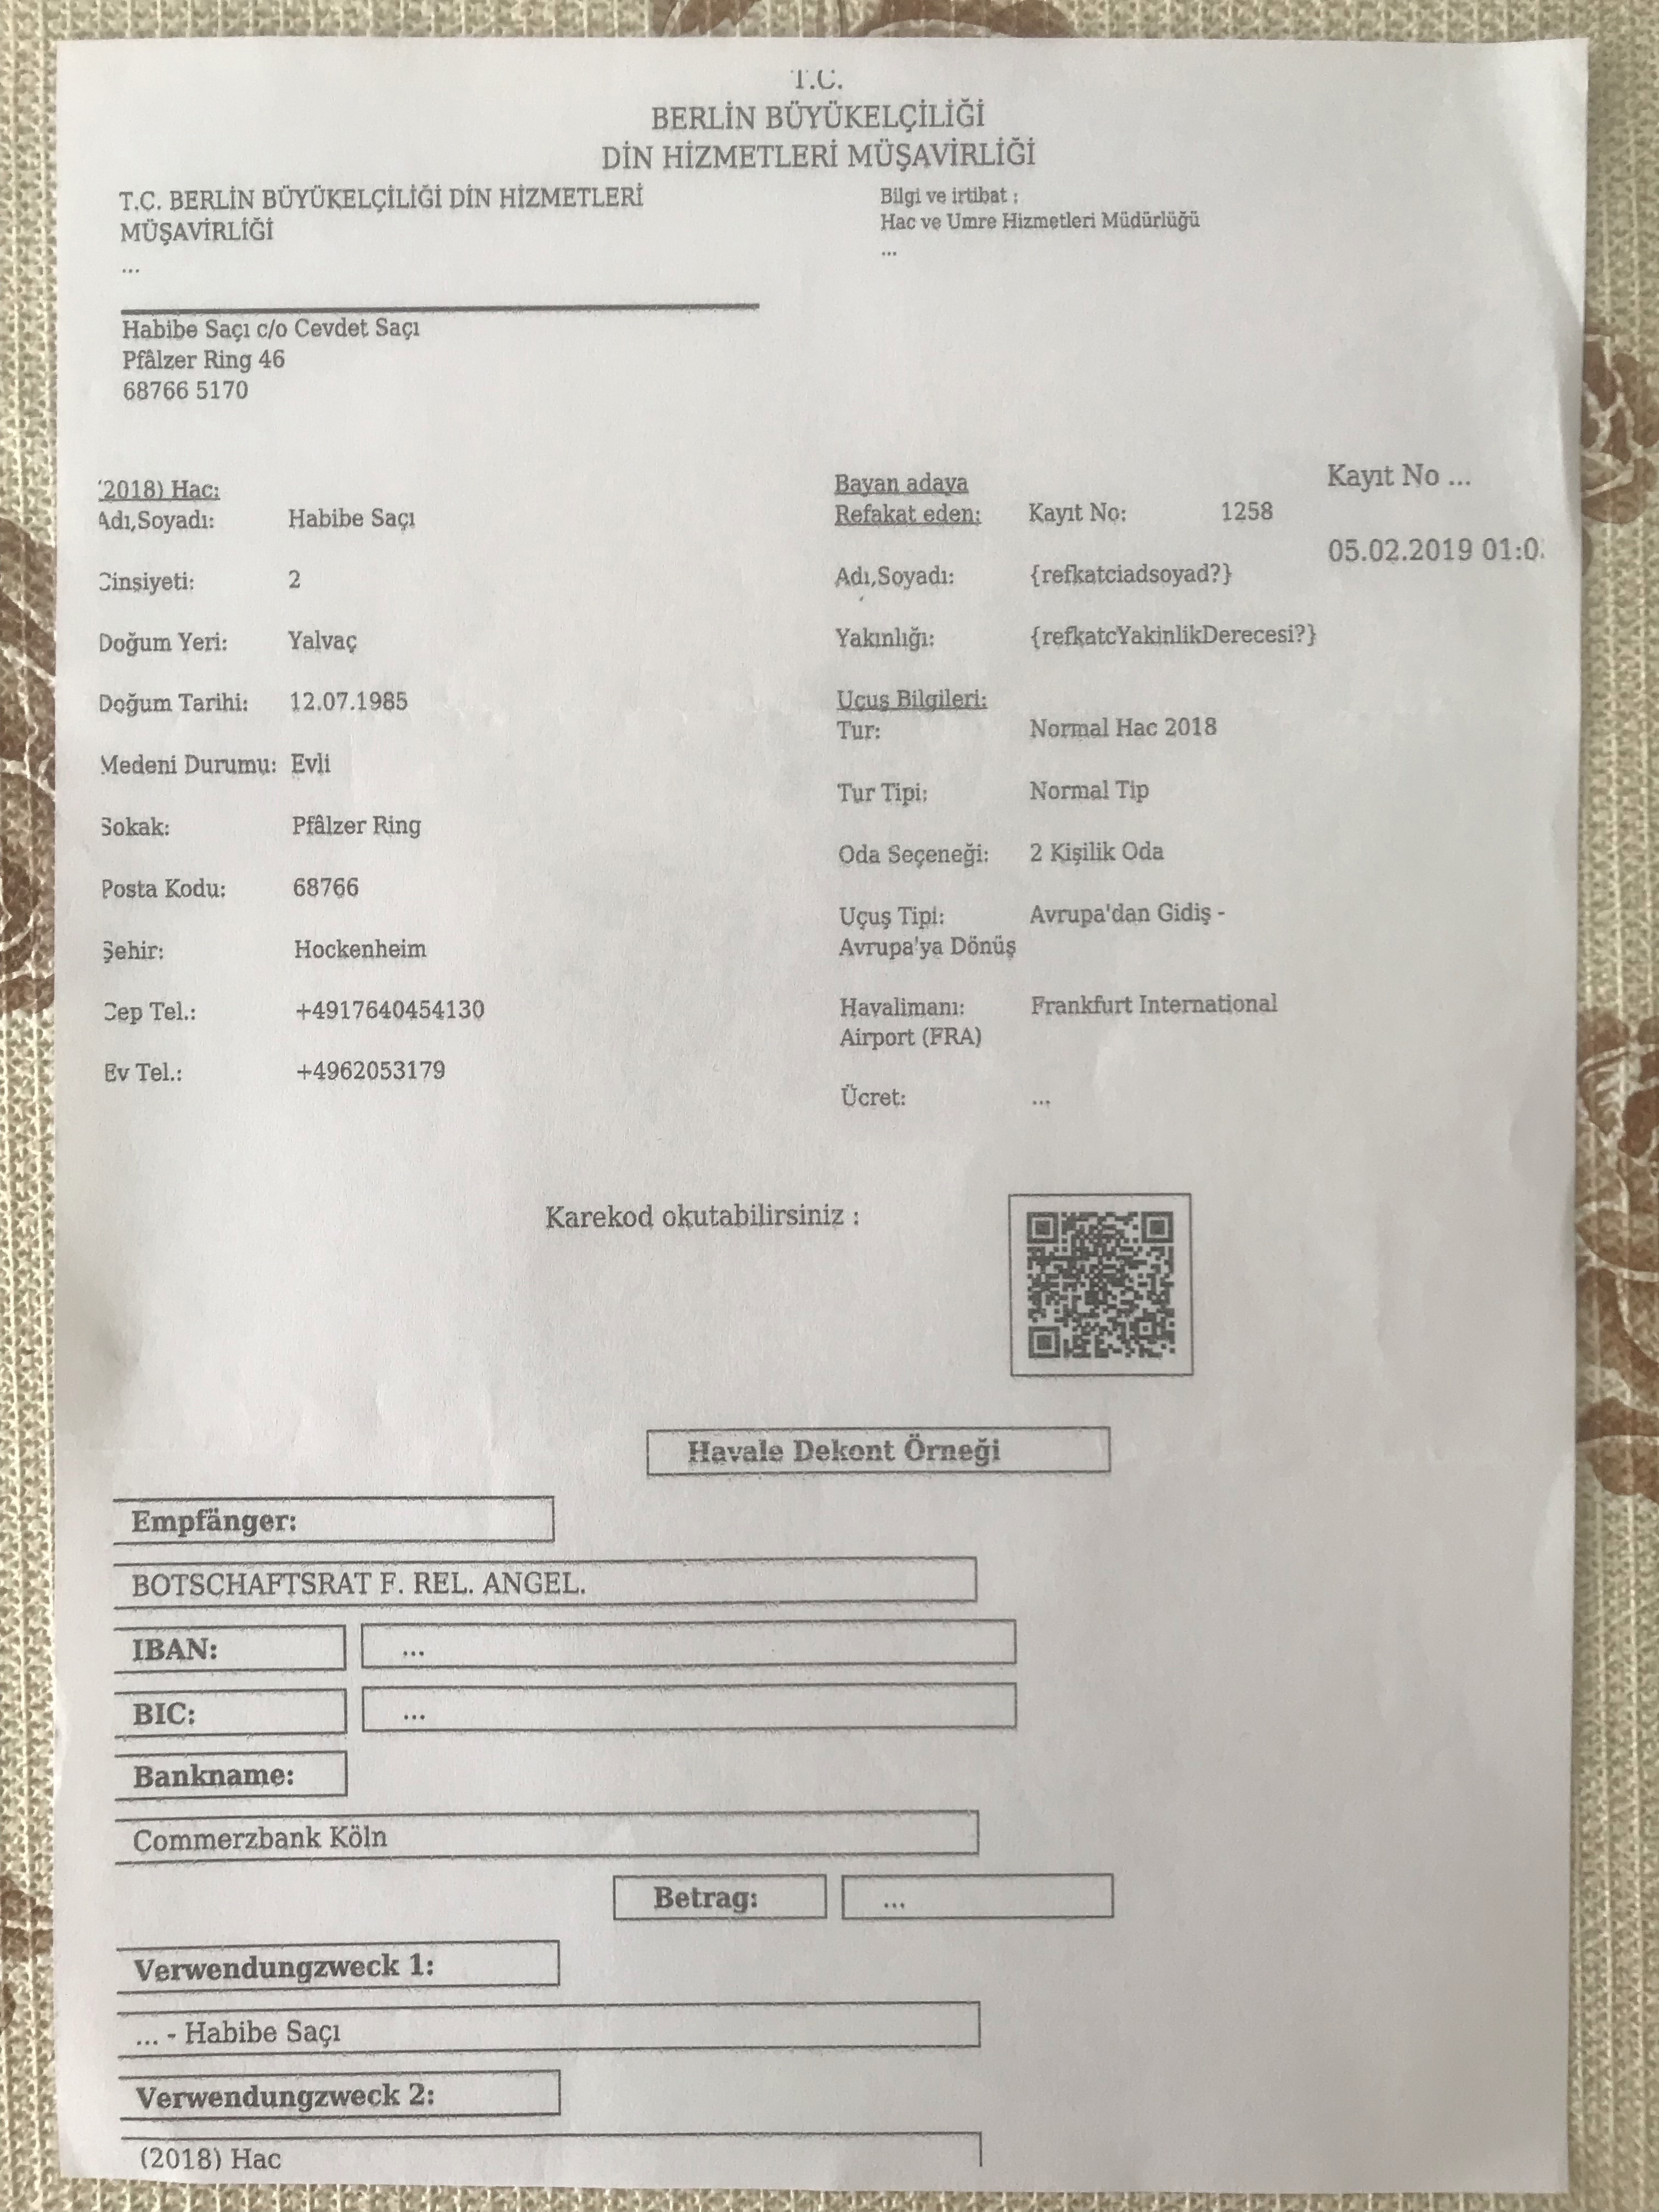 T.C.
BERLİN BÜYÜKELÇİLİĞİ
DİN HİZMETLERİ MÜŞAVİRLİĞİ
T.C. BERLİN BÜYÜKELÇİLİĞİ DİN HİZMETLERİ
MÜŞAVİRLİĞİ
...
Bilgi ve irtibat :
Hac ve Umre Hizmetleri Müdürlüğü
...
Habibe Saçı c/o Cevdet Saçı
Pfâlzer Ring 46
68766 5170
(2018) Hac:
Adı,Soyadı: Habibe Saçı
Cinsiyeti: 2
Doğum Yeri: Yalvaç
Doğum Tarihi: 12.07.1985
Medeni Durumu: Evli
Sokak: Pfâlzer Ring
Posta Kodu: 68766
Şehir: Hockenheim
Cep Tel.: +4917640454130
Ev Tel.: +4962053179
Bayan adaya
Refakat eden: Kayıt No: 1258
Adı,Soyadı: {refkatciadsoyad?}
Yakınlığı: {refkatcYakinlikDerecesi?}
Uçuş Bilgileri:
Tur: Normal Hac 2018
Tur Tipi: Normal Tip
Oda Seçeneği: 2 Kişilik Oda
Uçuş Tipi: Avrupa'dan Gidiş -
Avrupa'ya Dönüş
Havalimanı: Frankfurt International
Airport (FRA)
Ücret: ...
Kayıt No ...
05.02.2019 01:0
Karekod okutabilirsiniz :
Havale Dekont Örneği
Empfänger:
BOTSCHAFTSRAT F. REL. ANGEL.
IBAN: ...
BIC: ...
Bankname:
Commerzbank Köln
Betrag: ...
Verwendungzweck 1:
... - Habibe Saçı
Verwendungzweck 2:
(2018) Hac